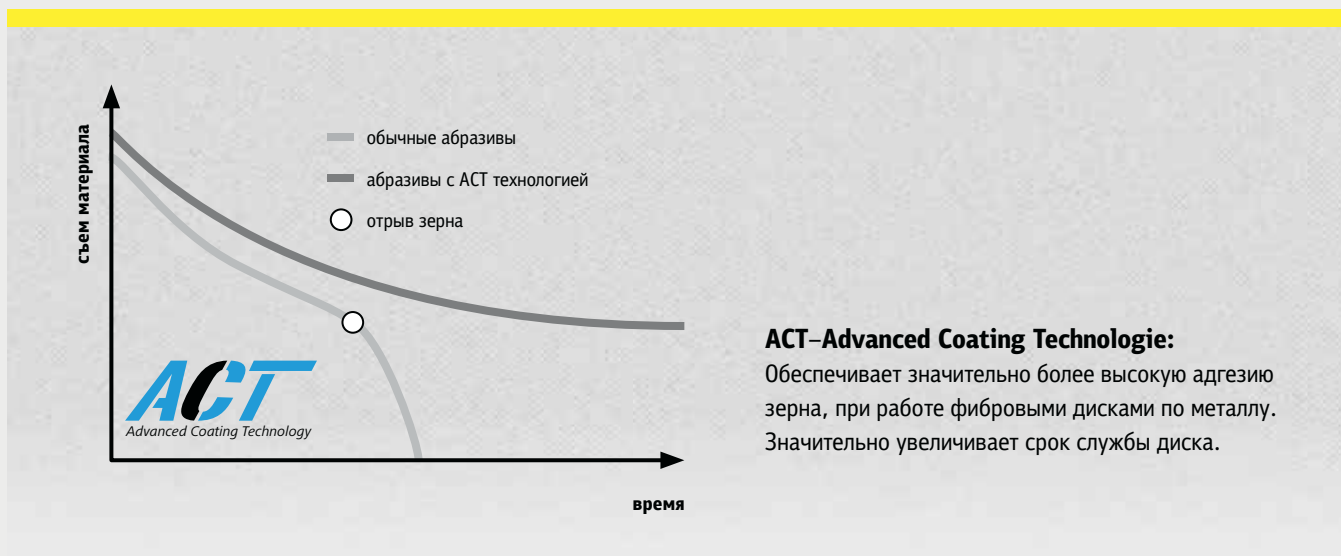 съем материала
обычные абразивы
абразивы с ACT технологией
отрыв зерна
ACT
Advanced Coating Technology
время
ACT–Advanced Coating Technologie:
Обеспечивает значительно более высокую адгезию
зерна, при работе фибровыми дисками по металлу.
Значительно увеличивает срок службы диска.